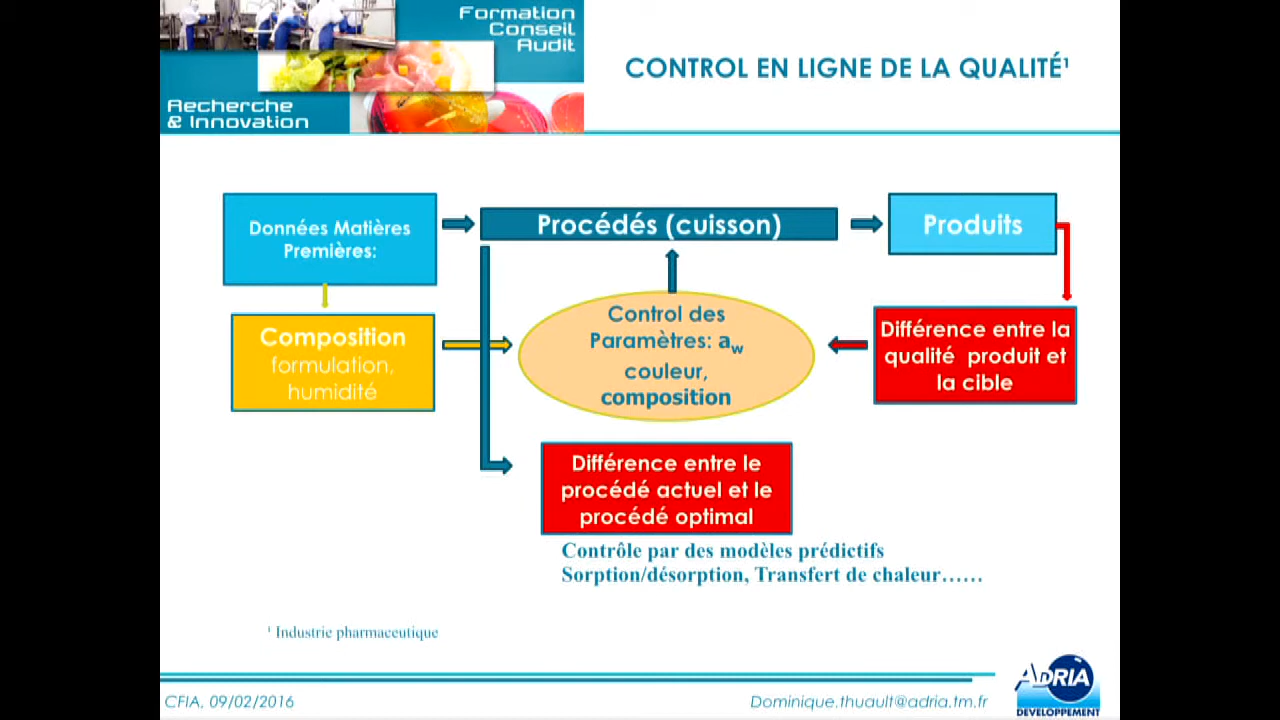 Formation
Conseil
Audit
Recherche
& Innovation
CONTROL EN LIGNE DE LA QUALITÉ¹
Données Matières
Premières:
Procédés (cuisson)
Produits
Composition
formulation,
humidité
Control des
Paramètres: aw
couleur,
composition
Différence entre la
qualité produit et
la cible
Différence entre le
procédé actuel et le
procédé optimal
Contrôle par des modèles prédictifs
Sorption/désorption, Transfert de chaleur……
¹ Industrie pharmaceutique
CFIA, 09/02/2016
Dominique.thuault@adria.tm.fr
ADRIA
DÉVELOPPEMENT